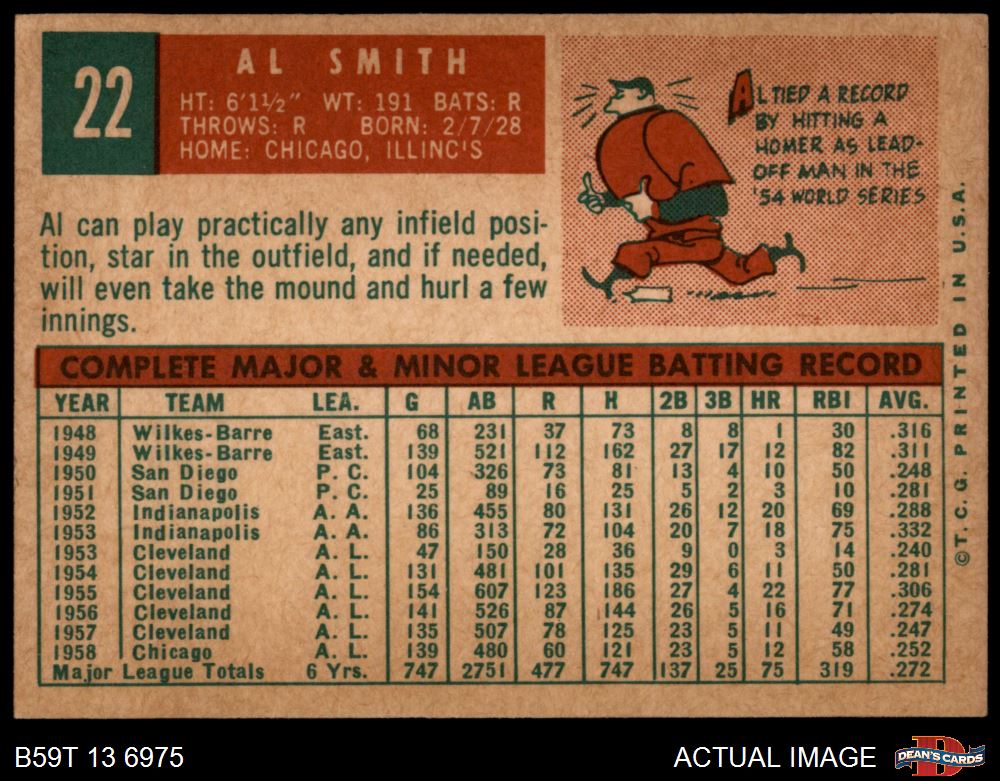 22
AL SMITH
HT: 6'1½" WT: 191 BATS: R
THROWS: R BORN: 2/7/28
HOME: CHICAGO, ILLINC'S
AL TIED A RECORD
BY HITTING A
HOMER AS LEAD-
OFF MAN IN THE
'54 WORLD SERIES
Al can play practically any infield posi-
tion, star in the outfield, and if needed,
will even take the mound and hurl a few
innings.
COMPLETE MAJOR & MINOR LEAGUE BATTING RECORD
YEAR TEAM LEA. G AB R H 2B 3B HR RBI AVG.
1948 Wilkes-Barre East. 68 231 37 73 8 8 1 30 .316
1949 Wilkes-Barre East. 139 521 112 162 27 17 12 82 .311
1950 San Diego P. C. 104 326 73 81 13 4 10 50 .248
1951 San Diego P. C. 25 89 16 25 5 2 3 10 .281
1952 Indianapolis A. A. 136 455 80 131 26 12 20 69 .288
1953 Indianapolis A. A. 86 313 72 104 20 7 18 75 .332
1953 Cleveland A. L. 47 150 28 36 9 0 3 14 .240
1954 Cleveland A. L. 131 481 101 135 29 6 11 50 .281
1955 Cleveland A. L. 154 607 123 186 27 4 22 77 .306
1956 Cleveland A. L. 141 526 87 144 26 5 16 71 .274
1957 Cleveland A. L. 135 507 78 125 23 5 11 49 .247
1958 Chicago A. L. 139 480 60 121 23 5 12 58 .252
Major League Totals 6 Yrs. 747 2751 477 747 137 25 75 319 .272
©T.C.G. PRINTED IN U.S.A.
B59T 13 6975
ACTUAL IMAGE
D
DEAN'S CARDS